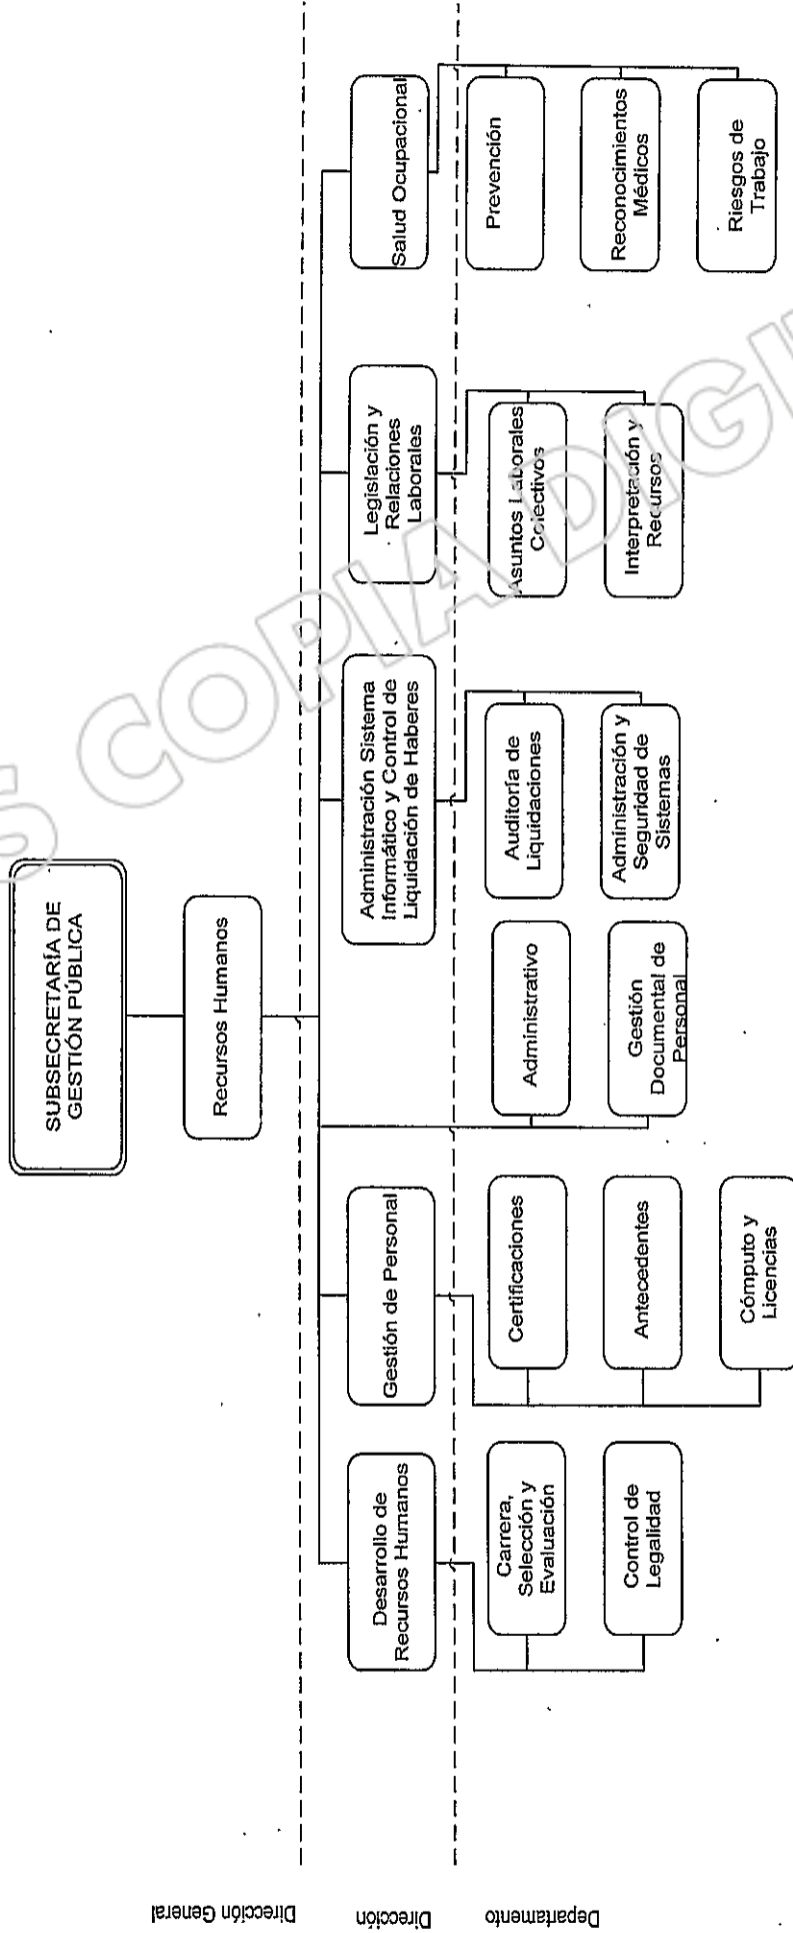 SUBSECRETARÍA DE
GESTIÓN PÚBLICA
Recursos Humanos
Dirección General
Desarrollo de
Recursos Humanos
Gestión de Personal
Administración Sistema
Informático y Control de
Liquidación de Haberes
Legislación y
Relaciones
Laborales
Salud Ocupacional
Dirección
Carrera,
Selección y
Evaluación
Control de
Legalidad
Certificaciones
Antecedentes
Cómputo y
Licencias
Administrativo
Gestión
Documental de
Personal
Auditoría de
Liquidaciones
Administración y
Seguridad de
Sistemas
Asuntos Laborales
Colectivos
Interpretación y
Recursos
Prevención
Reconocimientos
Médicos
Riesgos de
Trabajo
Departamento
COPIA